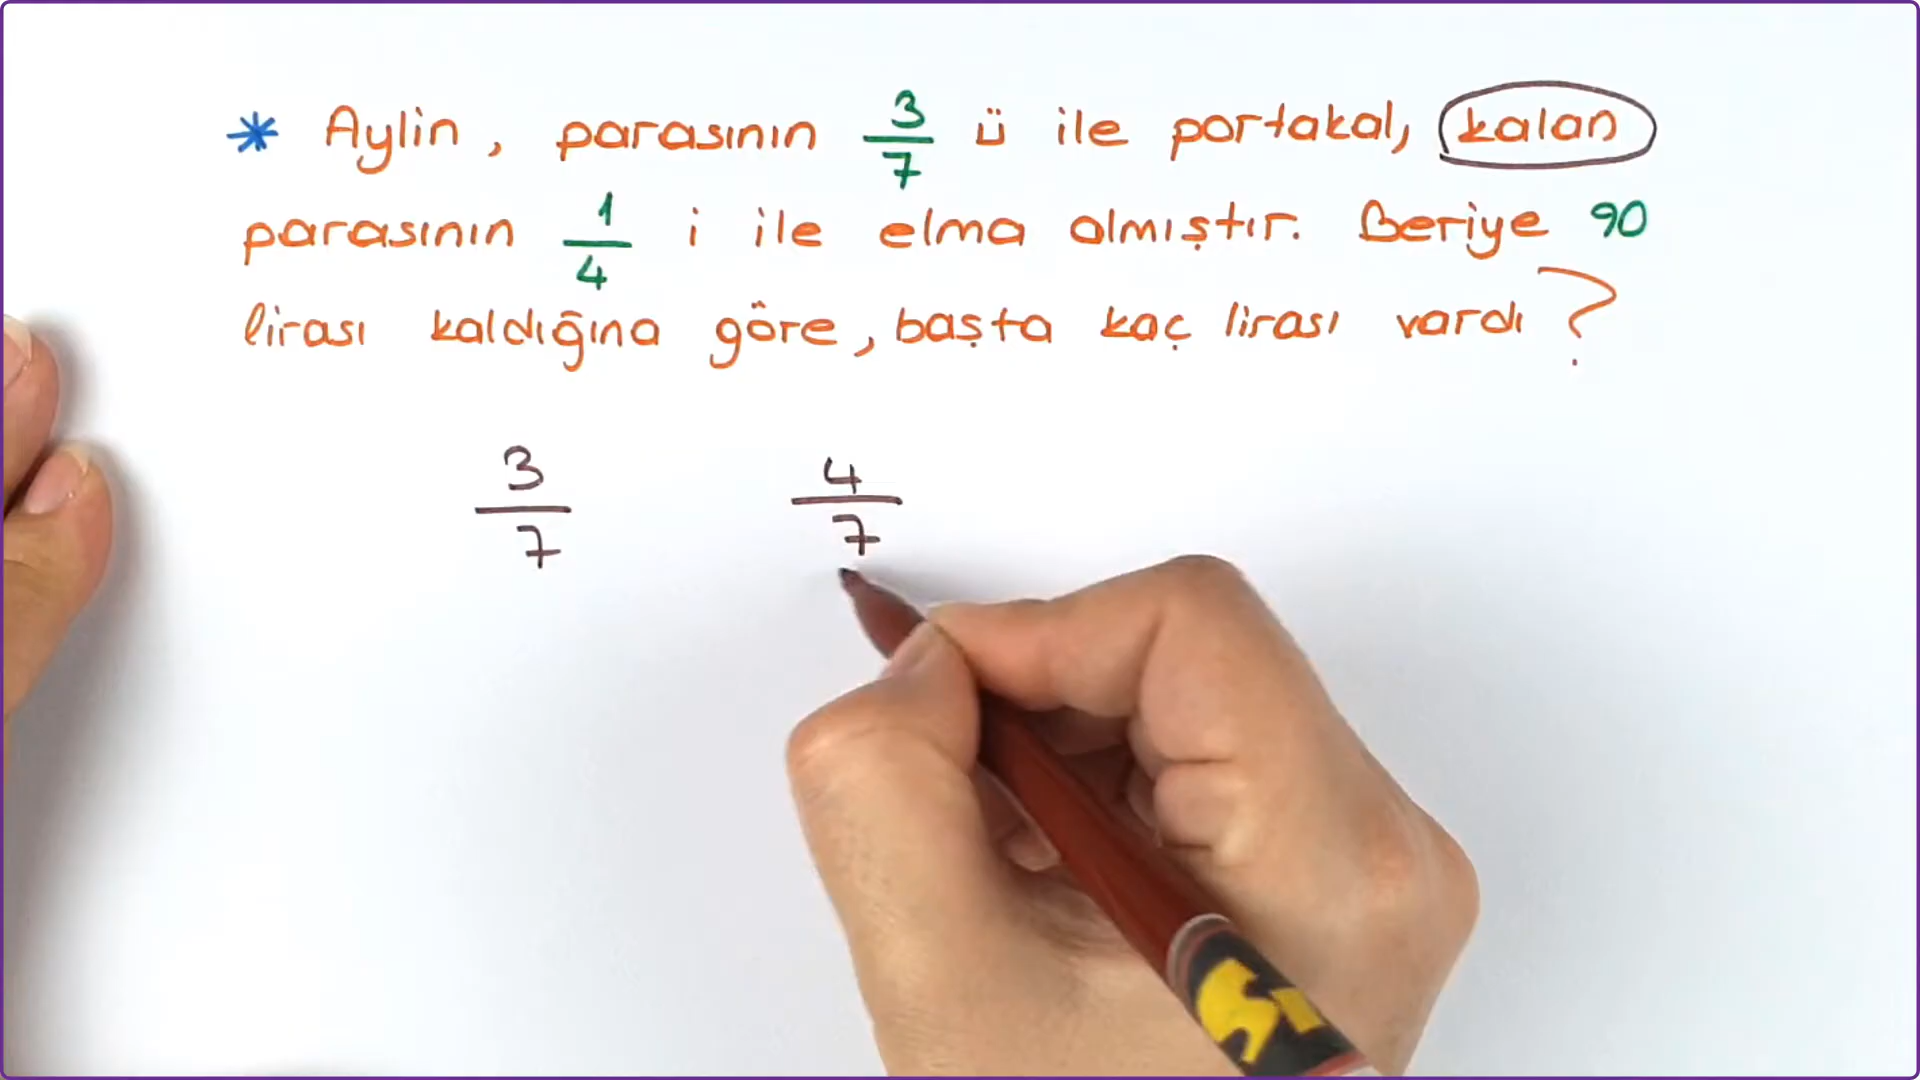 * Aylin, parasının 3/7 ü ile portakal, kalan
parasının 1/4 i ile elma almıştır. Geriye 90
lirası kaldığına göre, başta kaç lirası vardı?
3/7 4/7